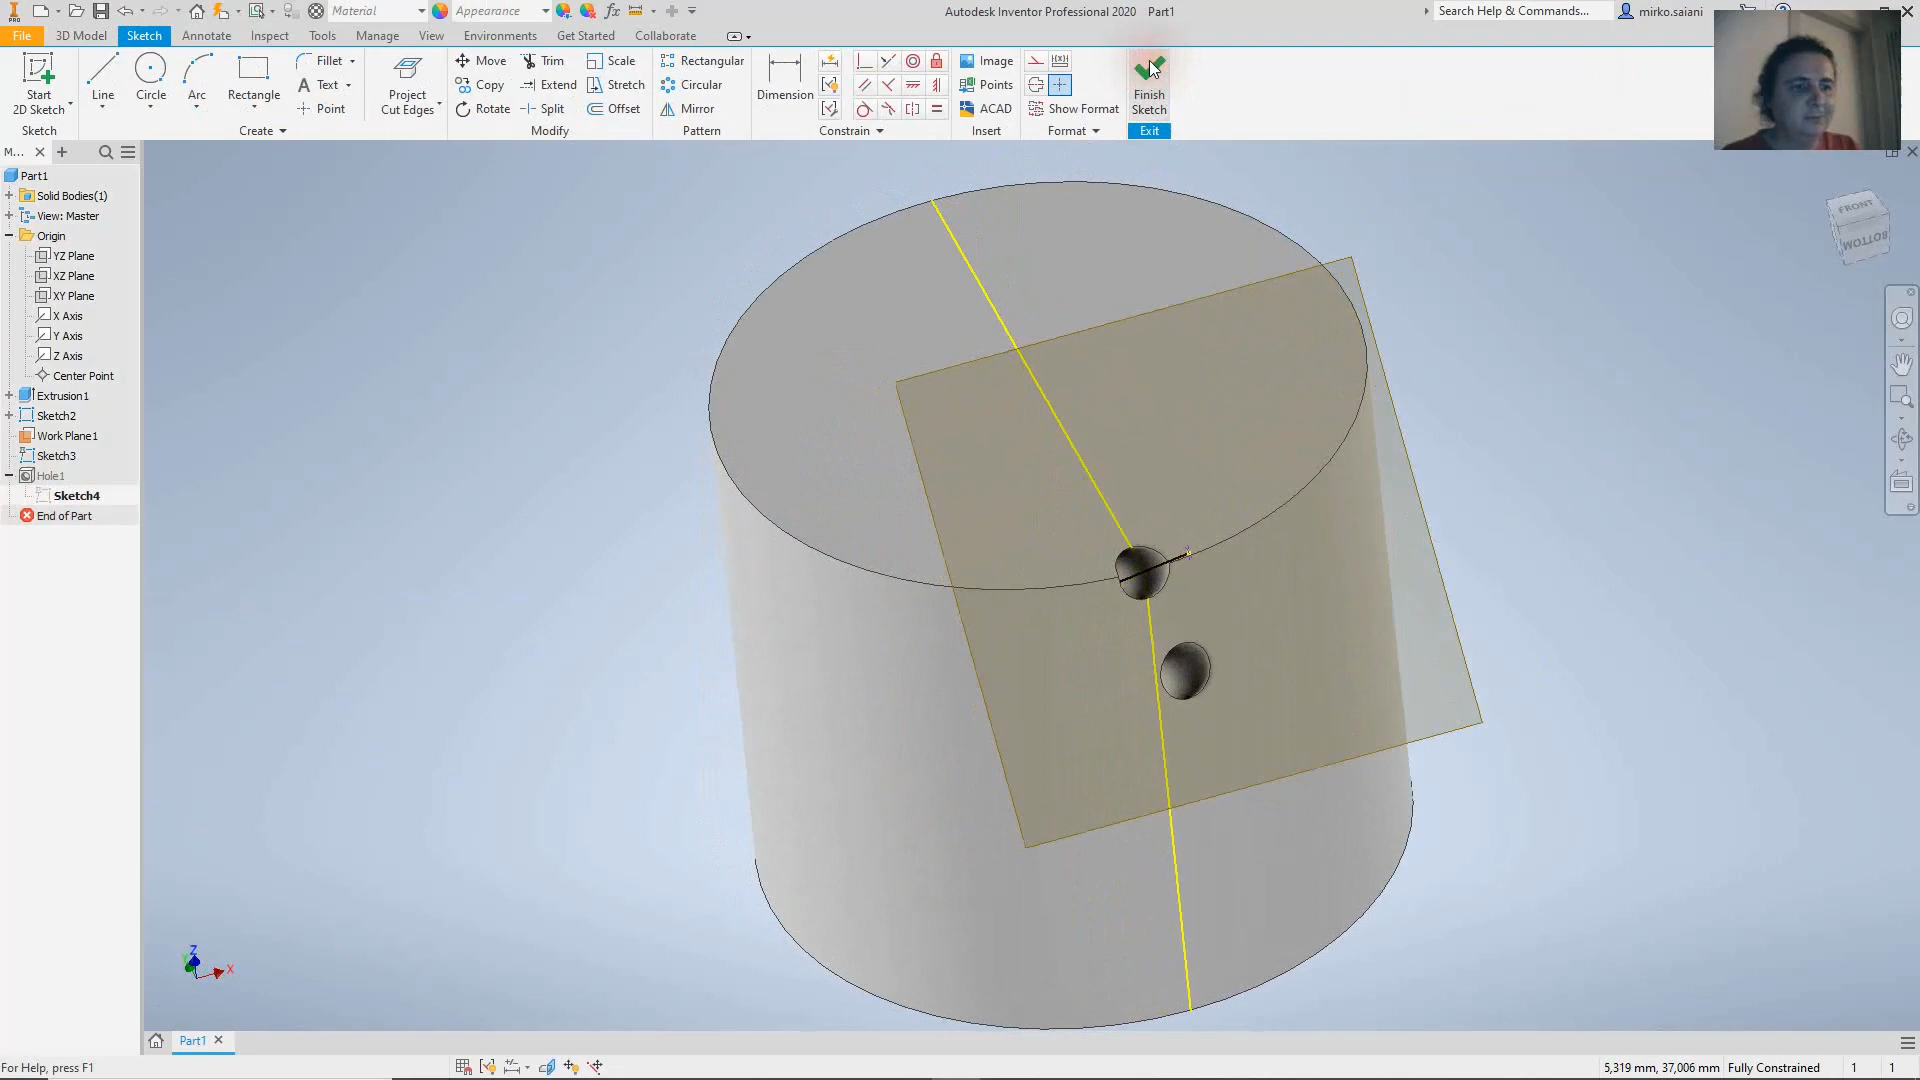 Material
Appearance
fx
Autodesk Inventor Professional 2020 Part1
Search Help & Commands...
mirko.saiani
File 3D Model Sketch Annotate Inspect Tools Manage View Environments Get Started Collaborate
Start
2D Sketch
Line
Circle
Arc
Rectangle
Fillet
Text
Point
Project
Cut Edges
Move
Copy
Rotate
Trim
Extend
Split
Scale
Stretch
Offset
Rectangular
Circular
Mirror
Dimension
Image
Points
ACAD
Show Format
Finish
Sketch
Sketch Create Modify Pattern Constrain Insert Format Exit
M...
Part1
Solid Bodies(1)
View: Master
Origin
YZ Plane
XZ Plane
XY Plane
X Axis
Y Axis
Z Axis
Center Point
Extrusion1
Sketch2
Work Plane1
Sketch3
Hole1
Sketch4
End of Part
FRONT
BOTTOM
Z
X
Part1
For Help, press F1
5,319 mm, 37,006 mm Fully Constrained 1 1